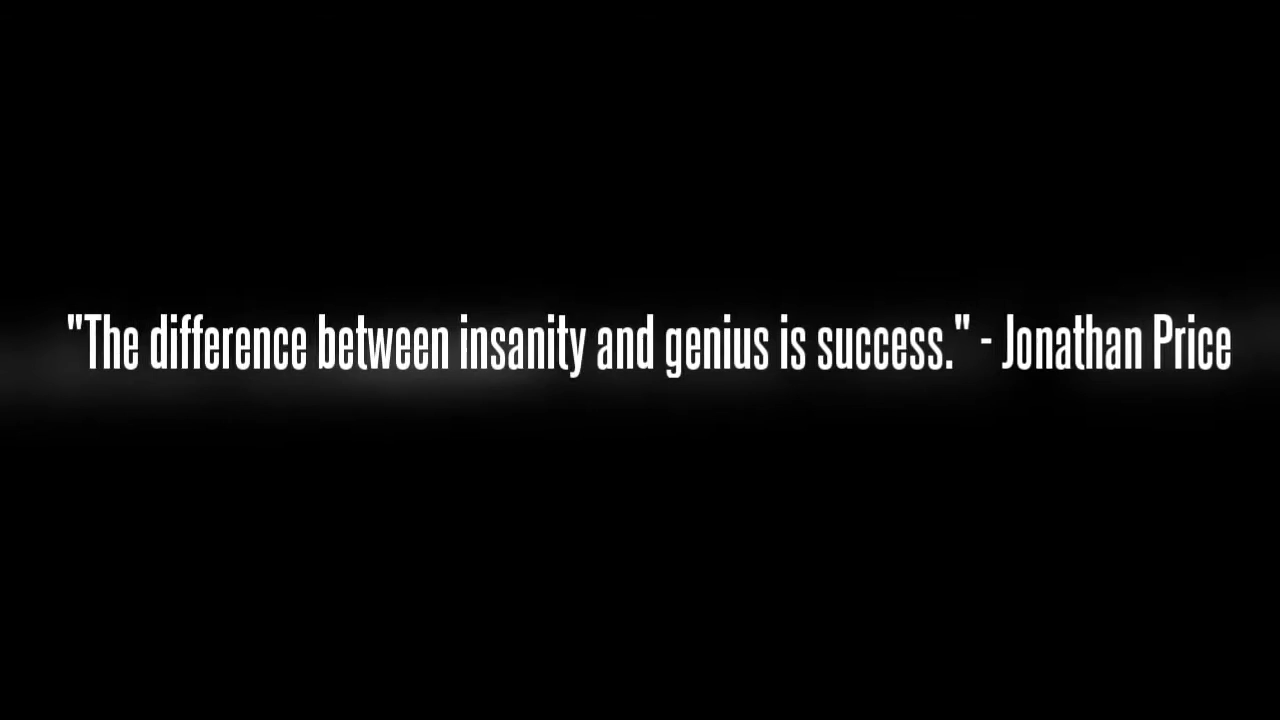 "The difference between insanity and genius is success." - Jonathan Price